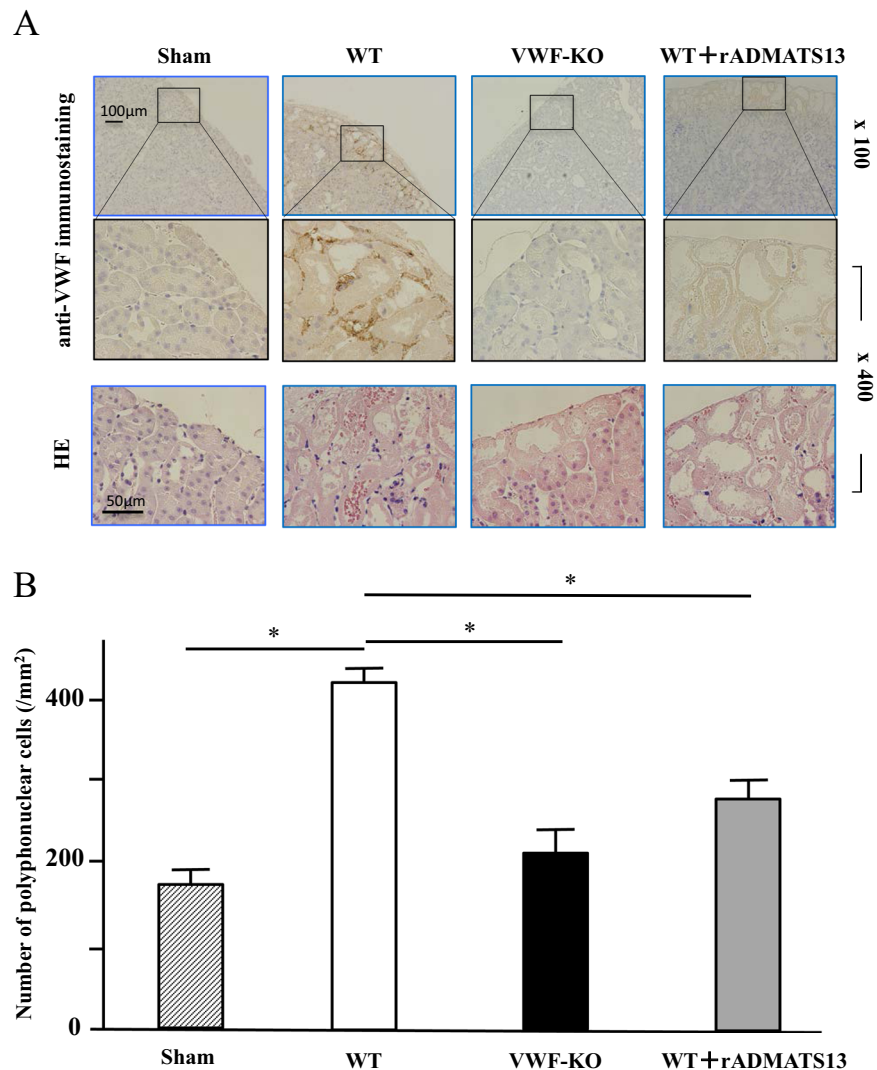 A
Sham WT VWF-KO WT+rADMATS13
anti-VWF immunostaining
100μm
x 100
x 400
HE
50μm
B
Number of polyphonuclear cells (/mm²)
* * *
400
200
0
Sham WT VWF-KO WT+rADMATS13